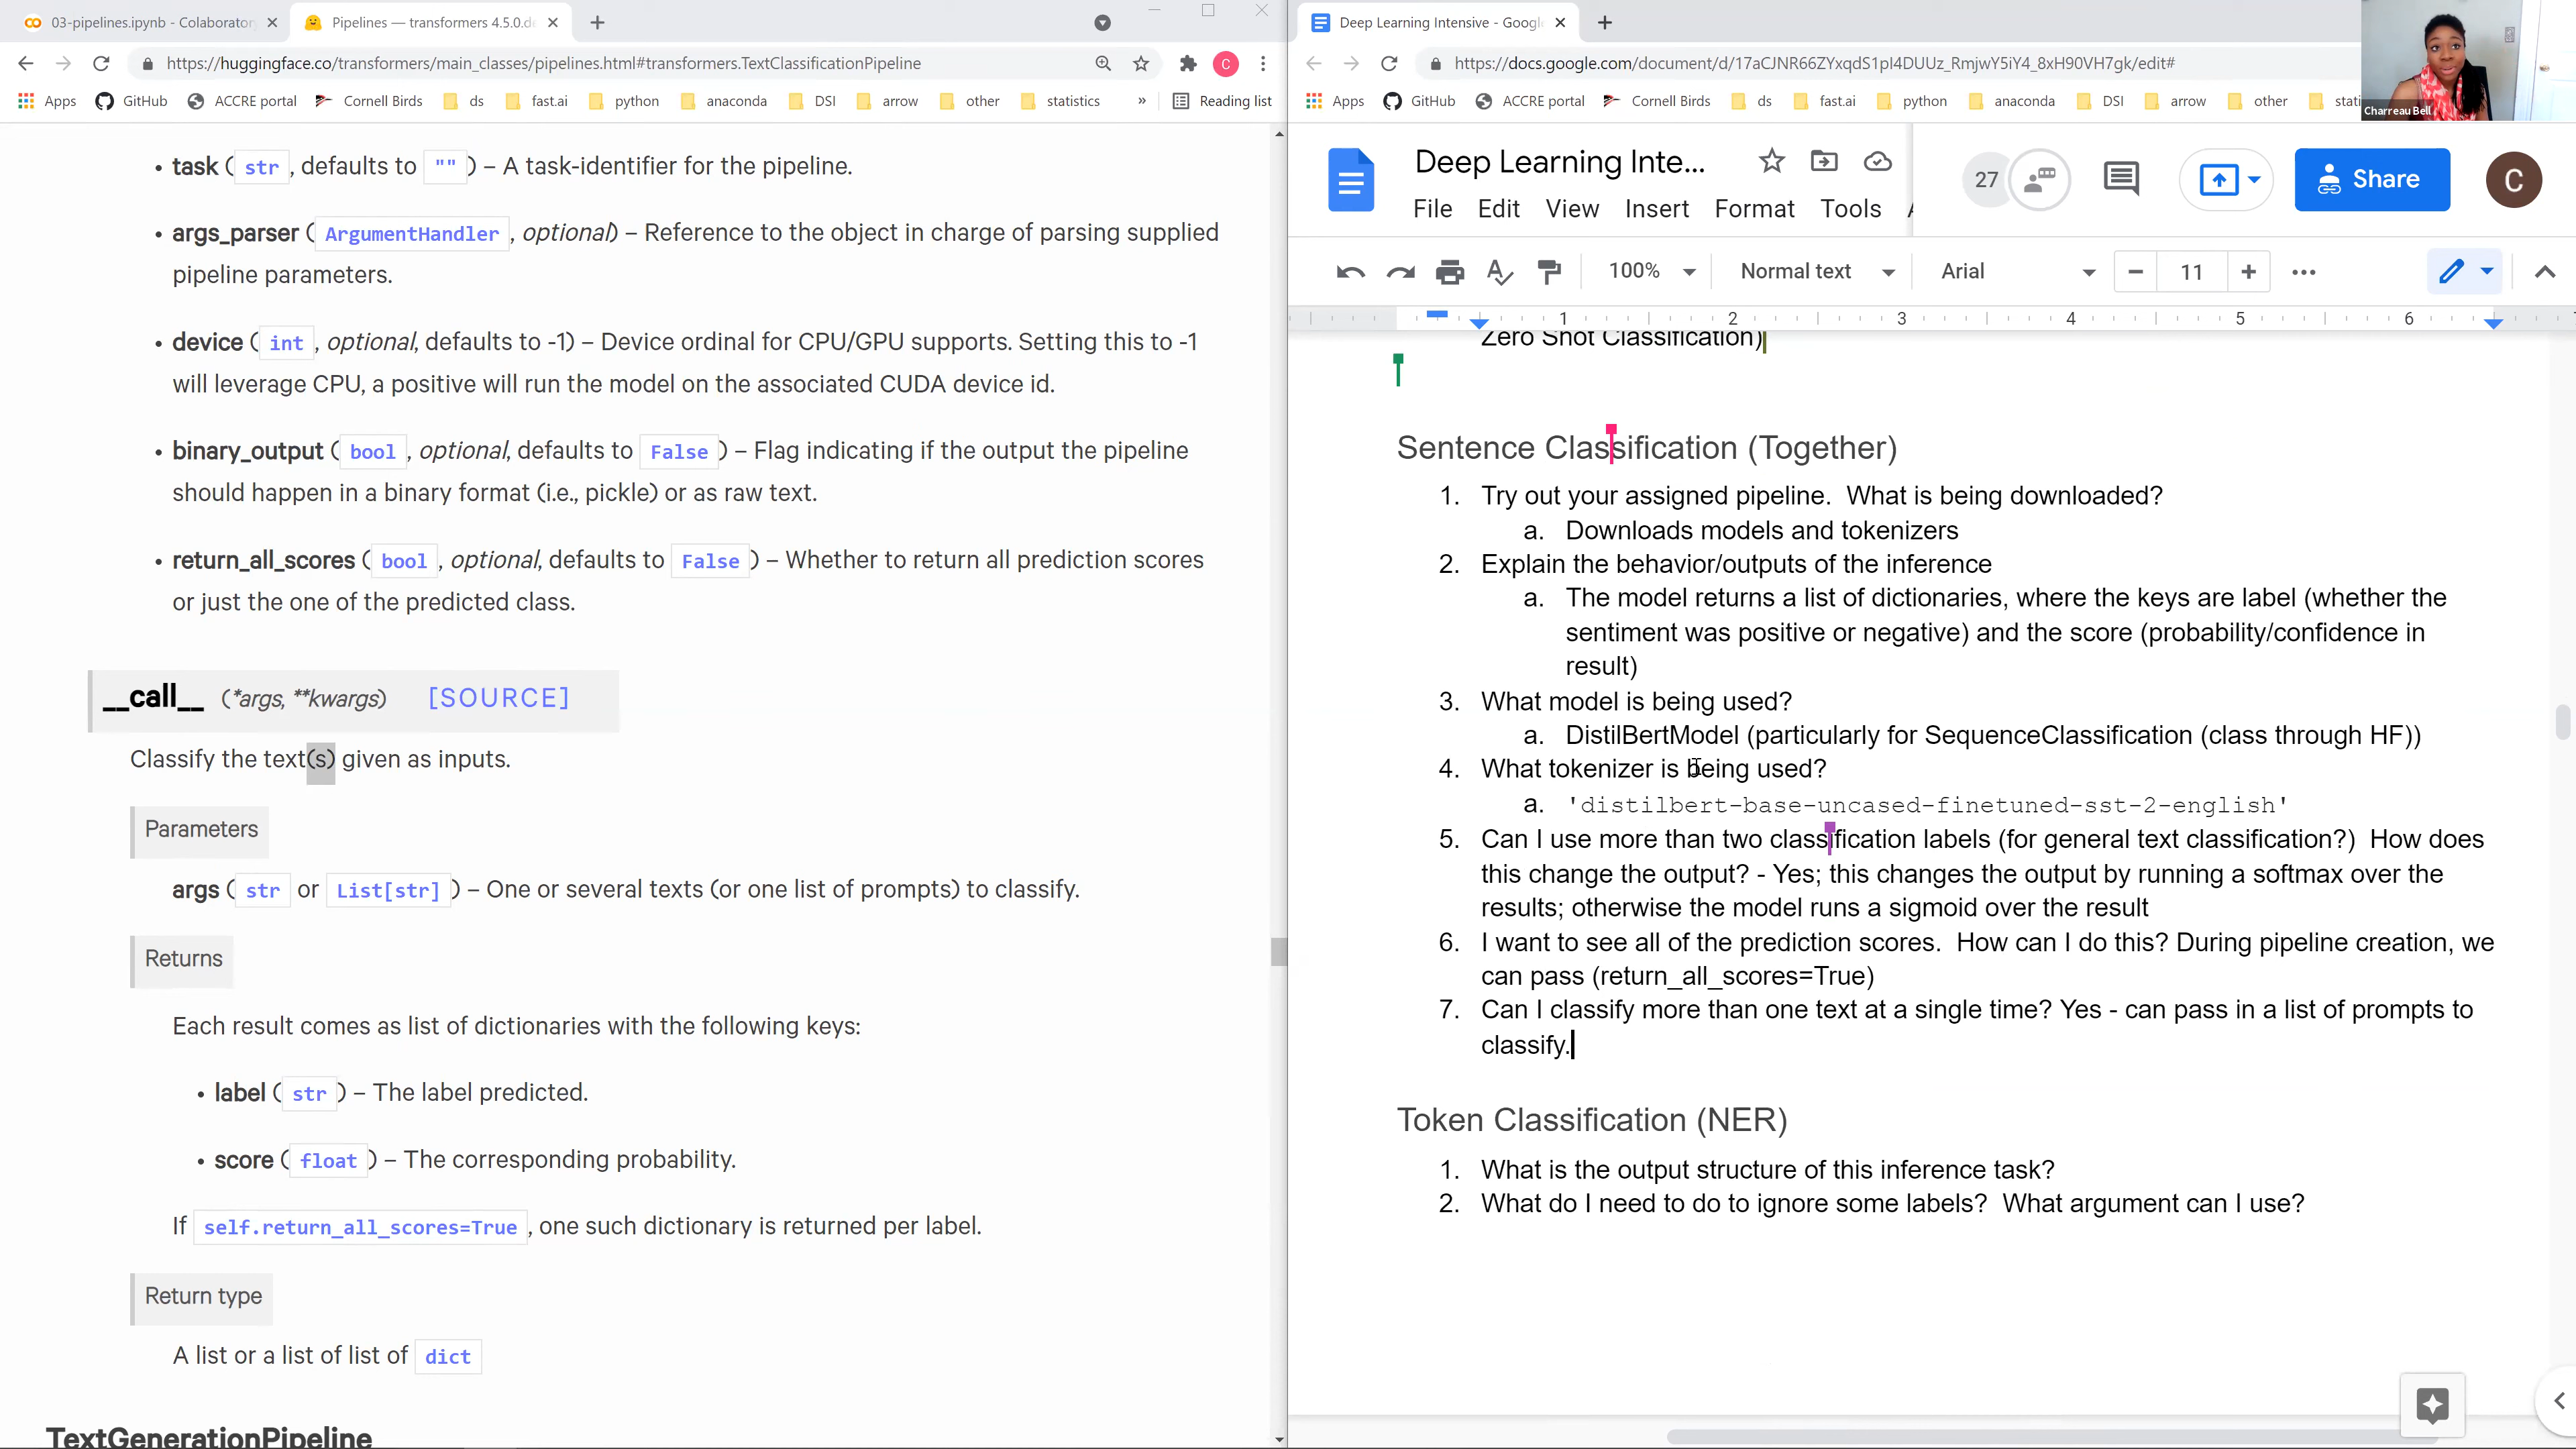 03-pipelines.ipynb - Colaborator
Pipelines — transformers 4.5.0.de
https://huggingface.co/transformers/main_classes/pipelines.html#transformers.TextClassificationPipeline
C
Apps GitHub ACCRE portal Cornell Birds ds fast.ai python anaconda DSI arrow other statistics » Reading list
• task ( str , defaults to "" ) – A task-identifier for the pipeline.
• args_parser ( ArgumentHandler , optional) – Reference to the object in charge of parsing supplied
pipeline parameters.
• device ( int , optional, defaults to -1) – Device ordinal for CPU/GPU supports. Setting this to -1
will leverage CPU, a positive will run the model on the associated CUDA device id.
• binary_output ( bool , optional, defaults to False ) – Flag indicating if the output the pipeline
should happen in a binary format (i.e., pickle) or as raw text.
• return_all_scores ( bool , optional, defaults to False ) – Whether to return all prediction scores
or just the one of the predicted class.
__call__ (*args, **kwargs) [SOURCE]
Classify the text(s) given as inputs.
Parameters
args ( str or List[str] ) – One or several texts (or one list of prompts) to classify.
Returns
Each result comes as list of dictionaries with the following keys:
• label ( str ) – The label predicted.
• score ( float ) – The corresponding probability.
If self.return_all_scores=True , one such dictionary is returned per label.
Return type
A list or a list of list of dict
TextGenerationPipeline
Deep Learning Intensive - Google
https://docs.google.com/document/d/17aCJNR66ZYxqdS1pI4DUUz_RmjwY5iY4_8xH90VH7gk/edit#
Apps GitHub ACCRE portal Cornell Birds ds fast.ai python anaconda DSI arrow other stati
Charreau Bell
Deep Learning Inte...
27
Share
C
File Edit View Insert Format Tools
100% Normal text Arial 11
1 2 3 4 5 6
Zero Shot Classification)
Sentence Classification (Together)
1. Try out your assigned pipeline. What is being downloaded?
a. Downloads models and tokenizers
2. Explain the behavior/outputs of the inference
a. The model returns a list of dictionaries, where the keys are label (whether the
sentiment was positive or negative) and the score (probability/confidence in
result)
3. What model is being used?
a. DistilBertModel (particularly for SequenceClassification (class through HF))
4. What tokenizer is being used?
a. 'distilbert-base-uncased-finetuned-sst-2-english'
5. Can I use more than two classification labels (for general text classification?) How does
this change the output? - Yes; this changes the output by running a softmax over the
results; otherwise the model runs a sigmoid over the result
6. I want to see all of the prediction scores. How can I do this? During pipeline creation, we
can pass (return_all_scores=True)
7. Can I classify more than one text at a single time? Yes - can pass in a list of prompts to
classify.
Token Classification (NER)
1. What is the output structure of this inference task?
2. What do I need to do to ignore some labels? What argument can I use?